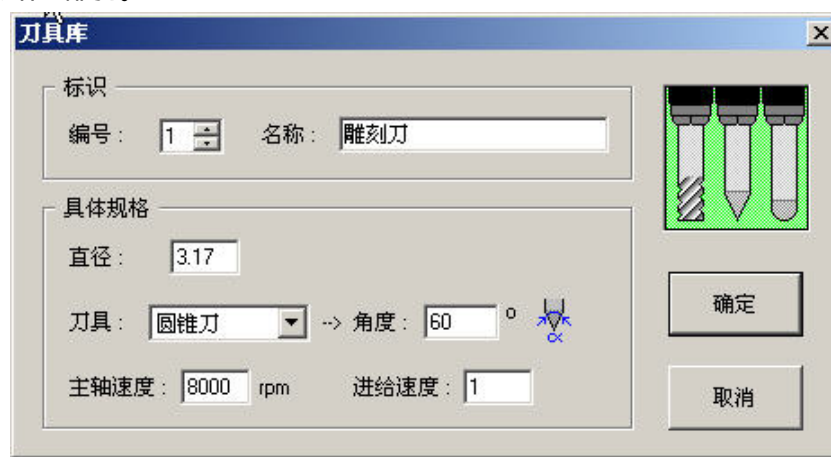 刀具库
标识
编号： 1 名称： 雕刻刀
具体规格
直径： 3.17
刀具： 圆锥刀 --> 角度： 60 ° α
主轴速度： 8000 rpm 进给速度： 1
确定
取消